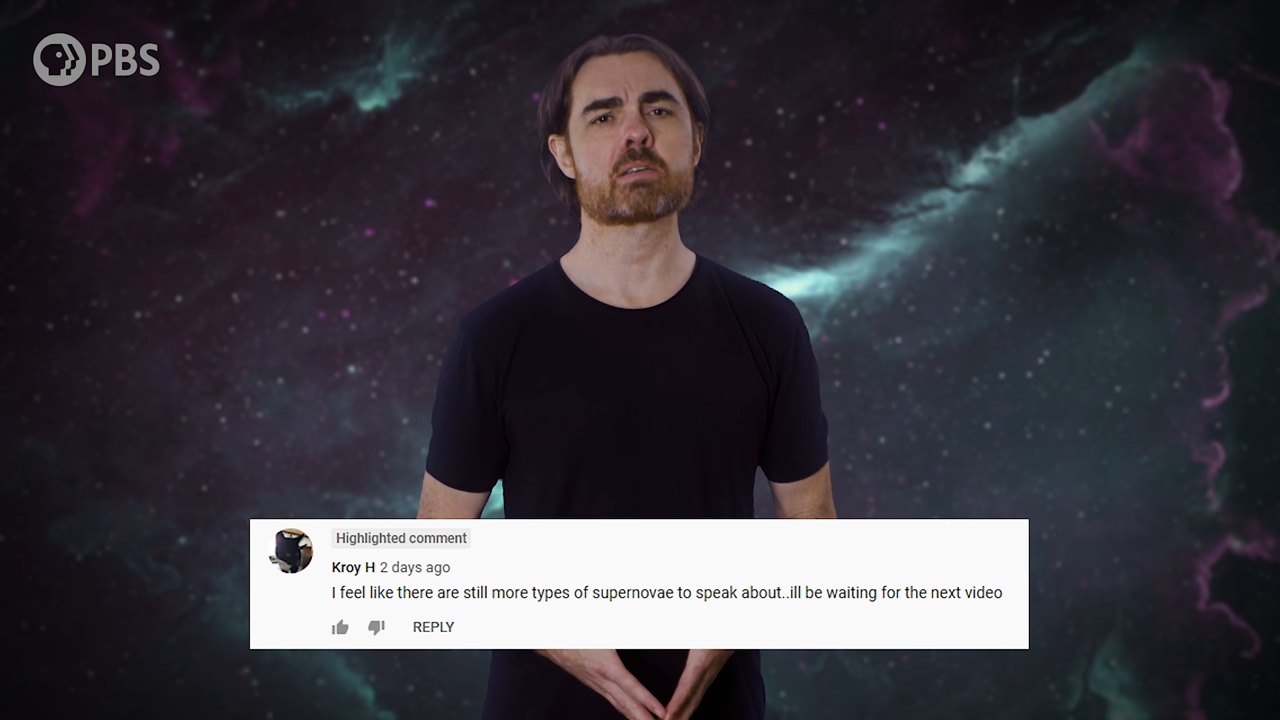 PBS
Highlighted comment
Kroy H 2 days ago
I feel like there are still more types of supernovae to speak about..ill be waiting for the next video
REPLY